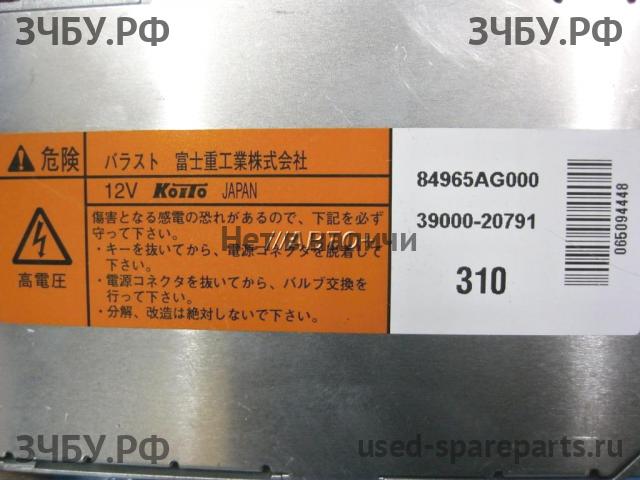 ЗЧБУ.РФ
ЗЧБУ.РФ
危険
バラスト 富士重工業株式会社
12V KOITO JAPAN
傷害となる感電の恐れがあるので、下記を必ず
守って下さい。
・キーを抜いてから、電源コネクタを脱着して
下さい。
・電源コネクタを抜いてから、バルブ交換を
行って下さい。
・分解、改造は絶対しないで下さい。
高電圧
84965AG000
39000-20791
310
065094448
Нет в наличии
///АВТО
ЗЧБУ.РФ
used-spareparts.ru